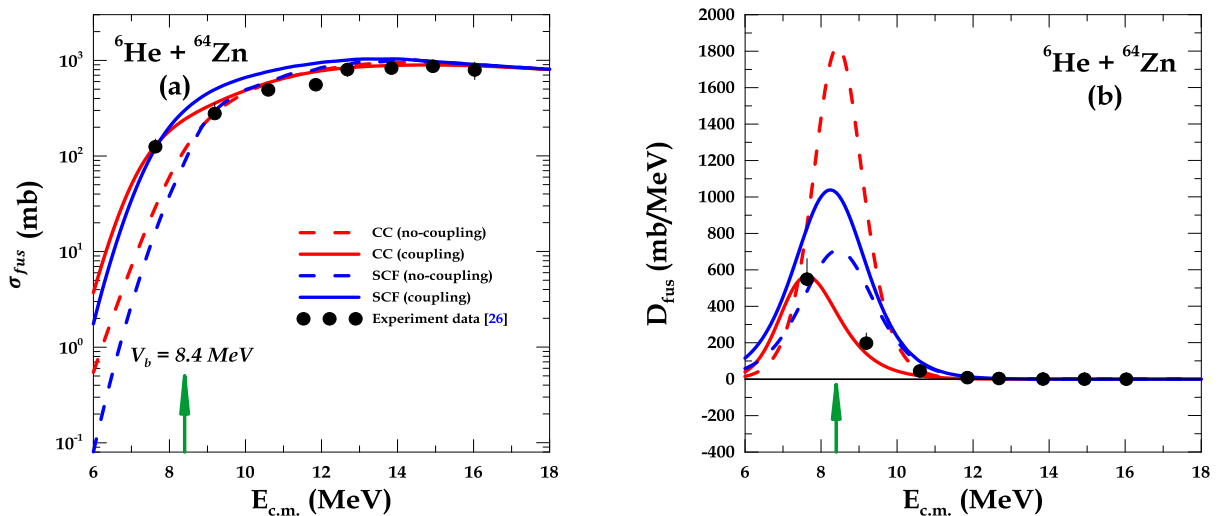 ⁶He + ⁶⁴Zn
(a)
10³
10²
10¹
10⁰
10⁻¹
σfus (mb)
CC (no-coupling)
CC (coupling)
SCF (no-coupling)
SCF (coupling)
Experiment data [26]
Vb = 8.4 MeV
6 8 10 12 14 16 18
Ec.m. (MeV)
⁶He + ⁶⁴Zn
(b)
2000
1800
1600
1400
1200
1000
800
600
400
200
0
-200
-400
Dfus (mb/MeV)
6 8 10 12 14 16 18
Ec.m. (MeV)